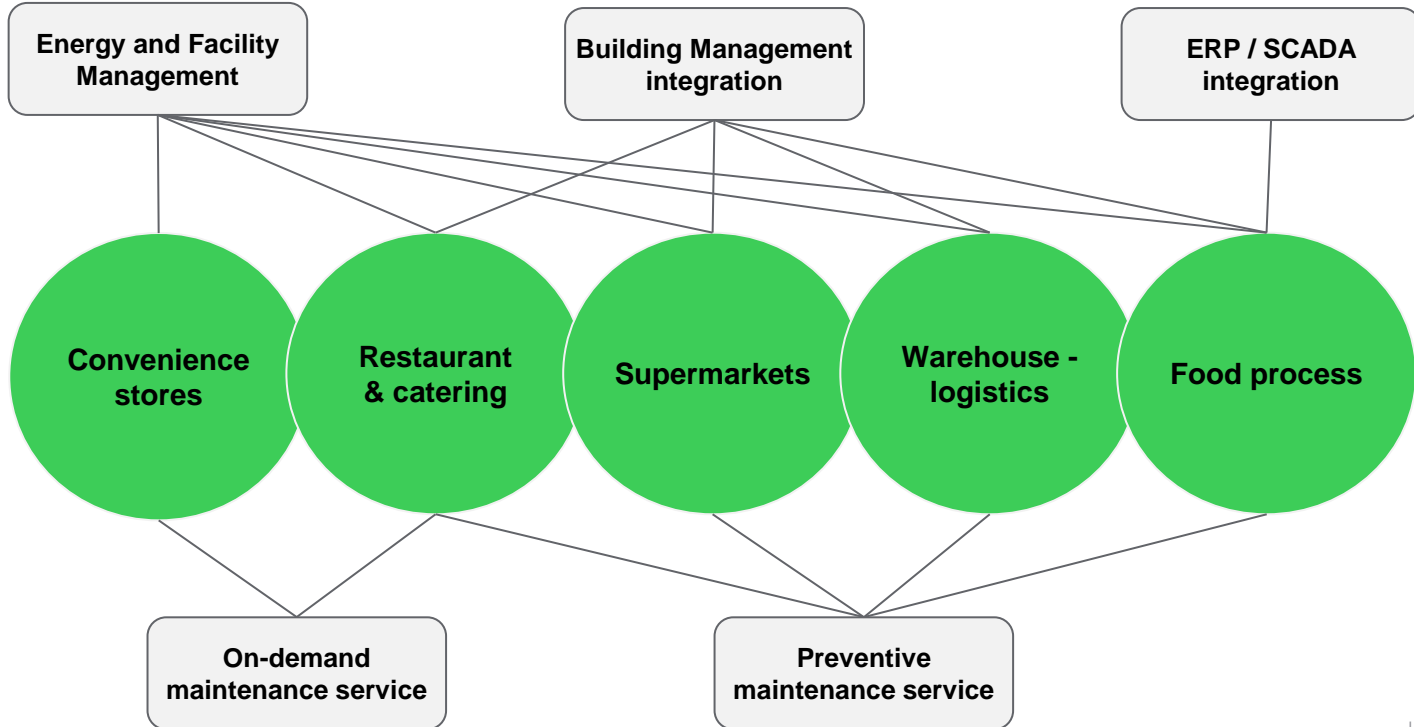 Energy and Facility
Management
Building Management
integration
ERP / SCADA
integration
Convenience
stores
Restaurant
& catering
Supermarkets
Warehouse -
logistics
Food process
On-demand
maintenance service
Preventive
maintenance service